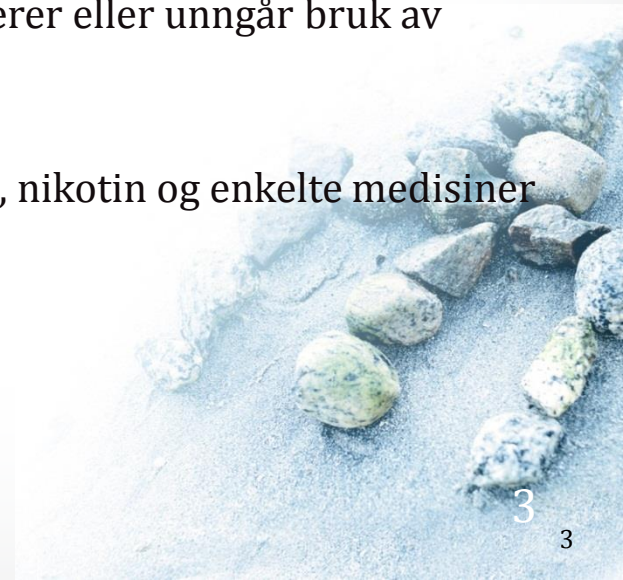 erer eller unngår bruk av
, nikotin og enkelte medisiner
3
3